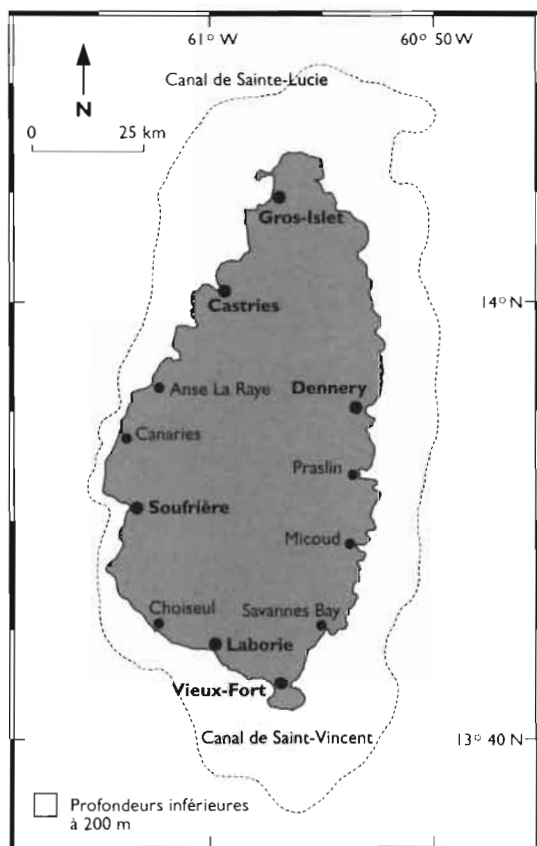 61° W
60° 50 W
Canal de Sainte-Lucie
N
0 25 km
Gros-Islet
Castries
14° N
Anse La Raye
Dennery
Canaries
Praslin
Soufrière
Micoud
Choiseul
Savannes Bay
Laborie
Vieux-Fort
Canal de Saint-Vincent
13° 40 N
Profondeurs inférieures
à 200 m